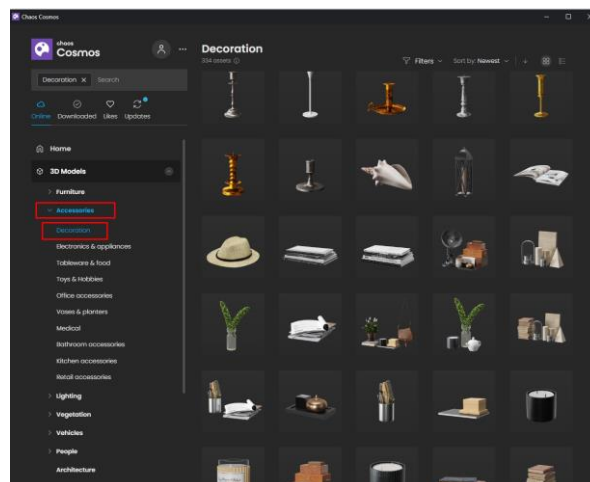 Chaos Cosmos
chaos
Cosmos
Decoration
334 assets
Filters
Sort by: Newest
Decoration × Search
Online Downloaded Likes Updates
Home
3D Models
Furniture
Accessories
Decoration
Electronics & appliances
Tableware & food
Toys & Hobbies
Office accessories
Vases & planters
Medical
Bathroom accessories
Kitchen accessories
Retail accessories
Lighting
Vegetation
Vehicles
People
Architecture